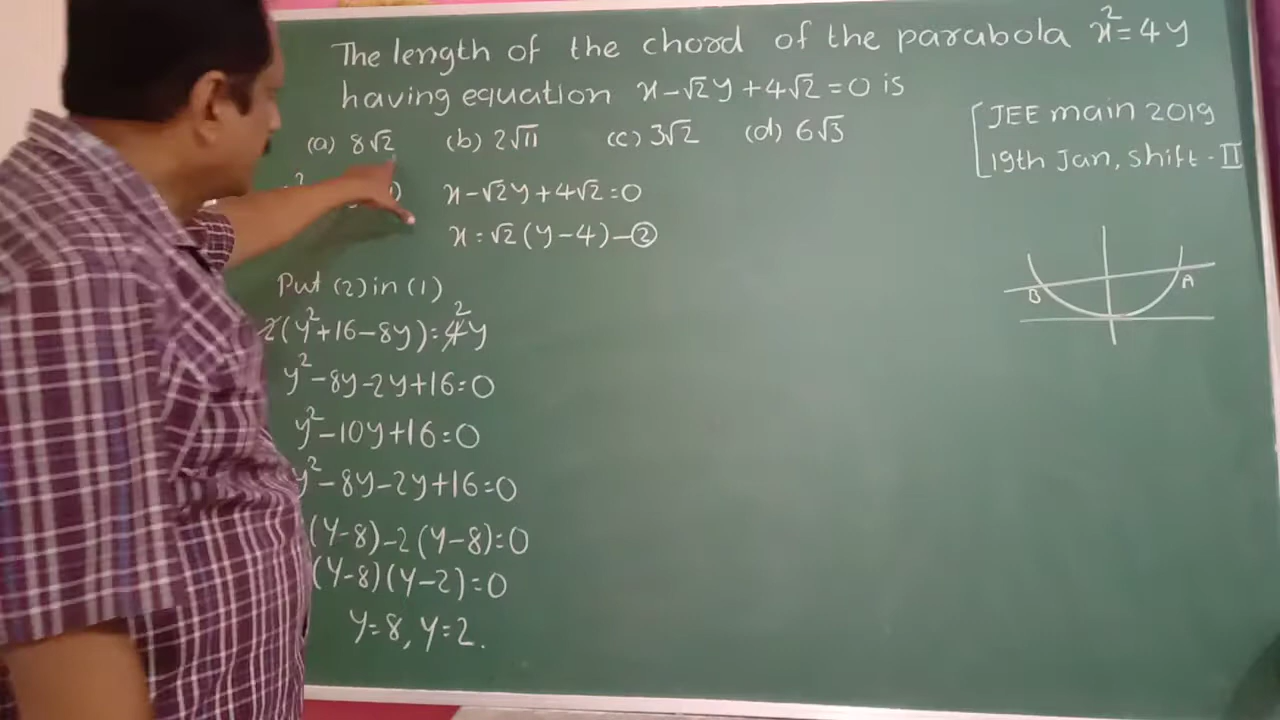 The length of the chord of the parabola x²=4y
having equation x-√2y+4√2=0 is
(a) 8√2 (b) 2√11 (c) 3√2 (d) 6√3
[JEE main 2019
19th Jan, shift-II
x-√2y+4√2=0
x=√2(y-4)-②
Put (2) in (1)
2(y²+16-8y)=4²y
y²-8y-2y+16=0
y²-10y+16=0
y²-8y-2y+16=0
(y-8)-2(y-8)=0
(y-8)(y-2)=0
y=8, y=2.
B A